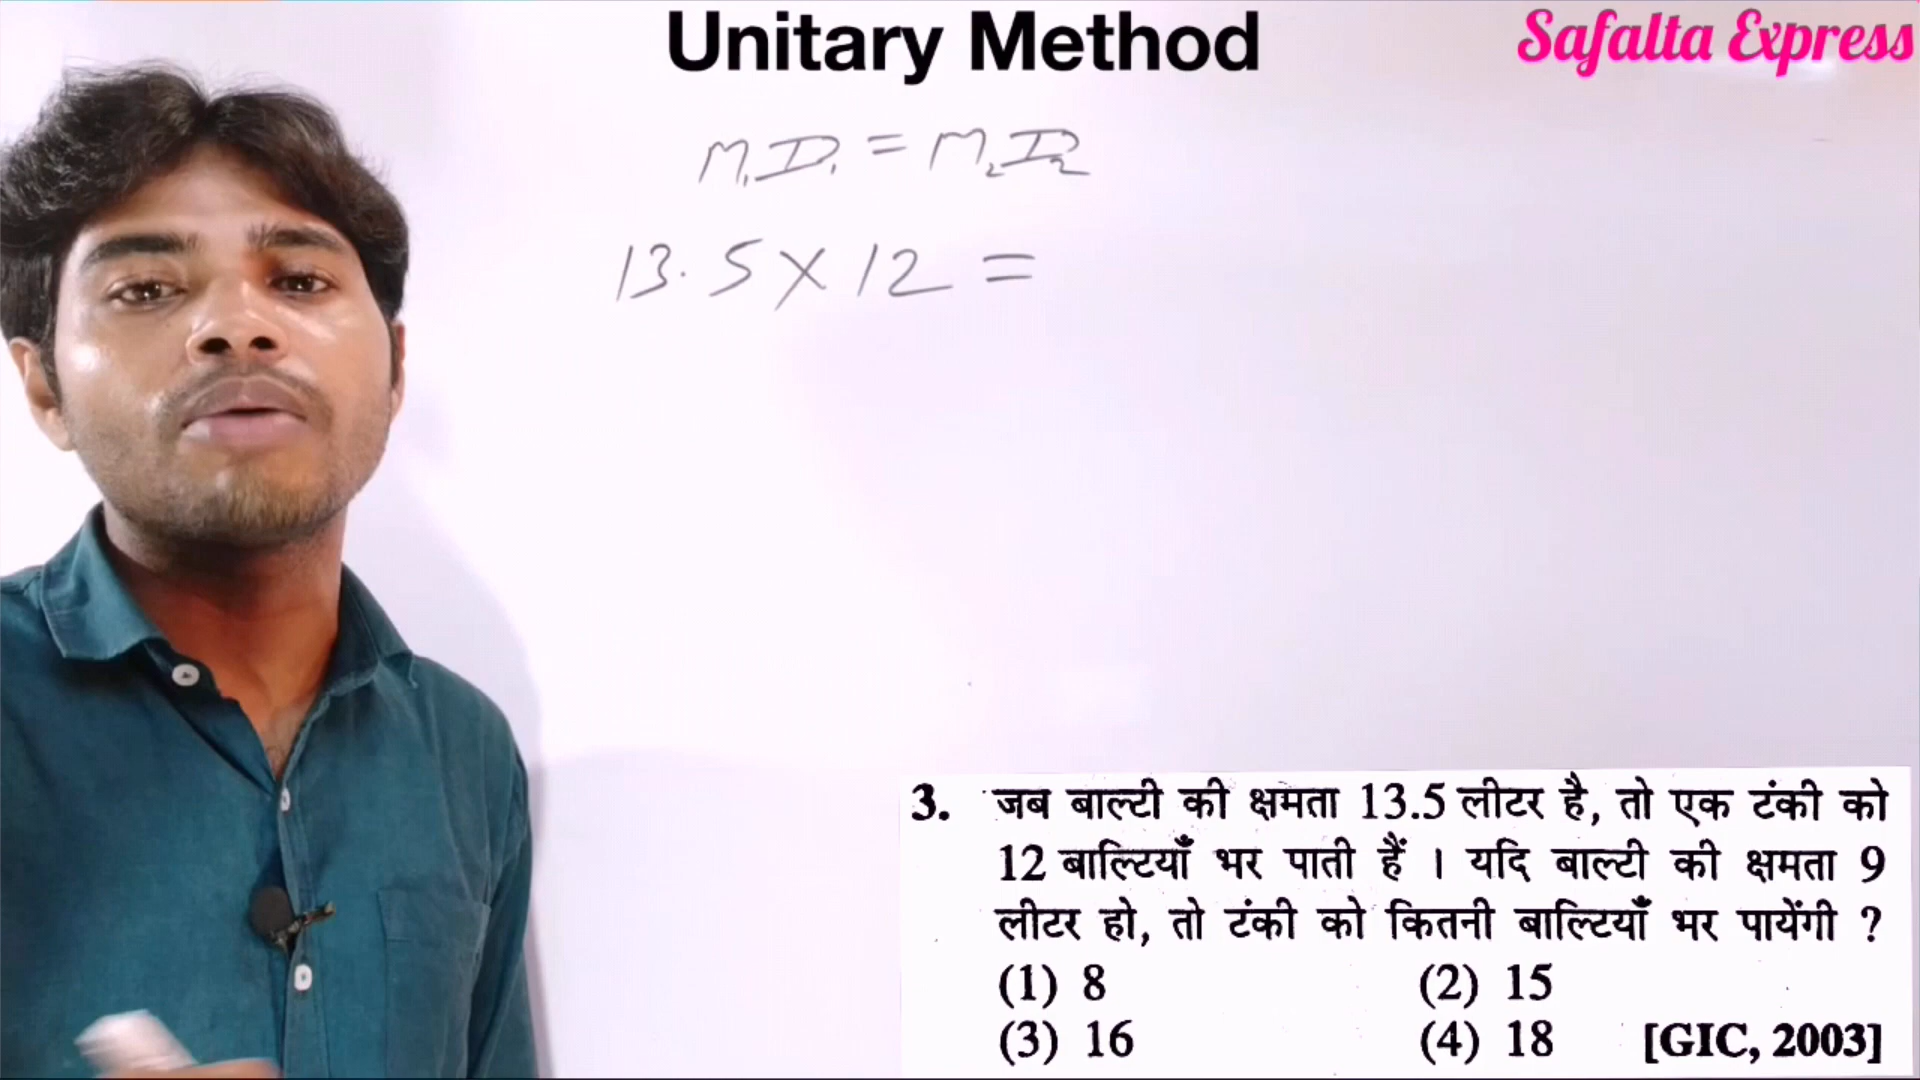 Unitary Method
Safalta Express
M₁D₁ = M₂D₂
13.5 × 12 =
3. जब बाल्टी की क्षमता 13.5 लीटर है, तो एक टंकी को
12 बाल्टियाँ भर पाती हैं । यदि बाल्टी की क्षमता 9
लीटर हो, तो टंकी को कितनी बाल्टियाँ भर पायेंगी ?
(1) 8 (2) 15
(3) 16 (4) 18 [GIC, 2003]